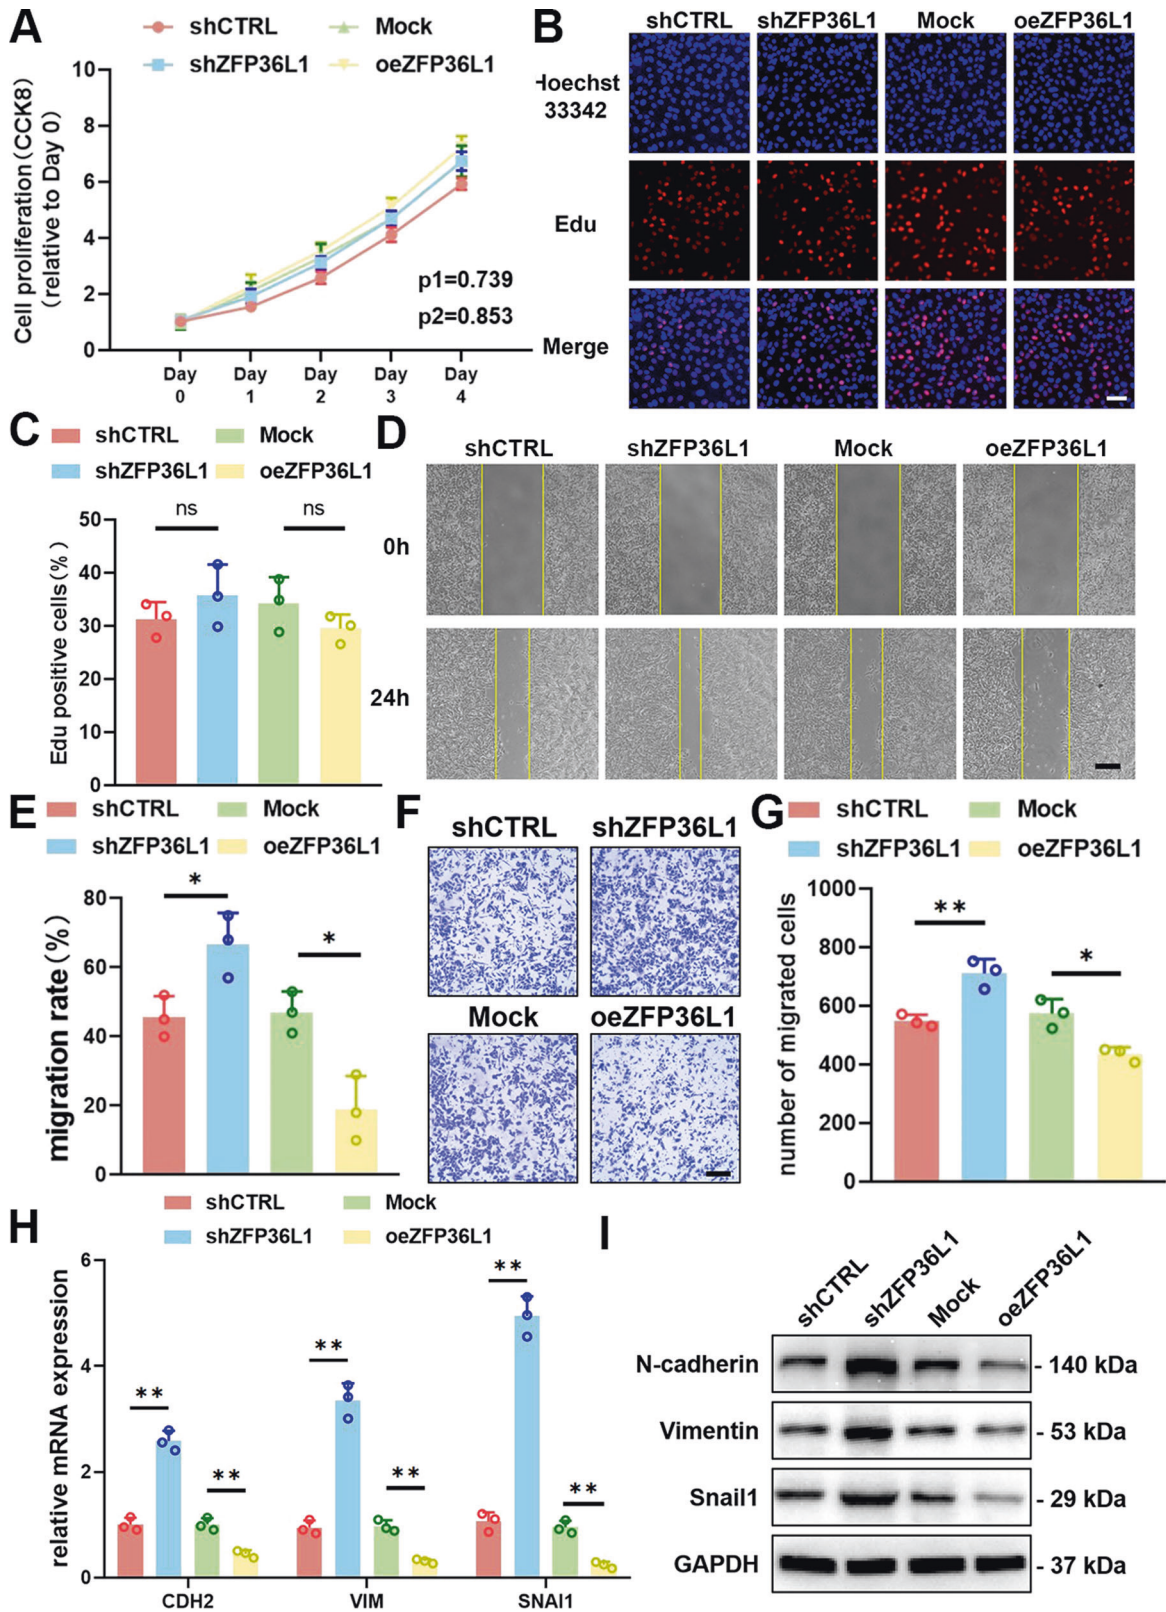 A
shCTRL
Mock
shZFP36L1
oeZFP36L1
Cell proliferation(CCK8)
(relative to Day 0)
10
8
6
4
2
0
p1=0.739
p2=0.853
Day Day Day Day Day
0 1 2 3 4
B
shCTRL shZFP36L1 Mock oeZFP36L1
Hoechst
33342
Edu
Merge
C
shCTRL
Mock
shZFP36L1
oeZFP36L1
Edu positive cells(%)
50
40
30
20
10
0
ns ns
D
shCTRL shZFP36L1 Mock oeZFP36L1
0h
24h
E
shCTRL
Mock
shZFP36L1
oeZFP36L1
migration rate(%)
80
60
40
20
0
*
*
F
shCTRL shZFP36L1
Mock oeZFP36L1
G
shCTRL
Mock
shZFP36L1
oeZFP36L1
number of migrated cells
1000
800
600
400
200
0
**
*
H
shCTRL
Mock
shZFP36L1
oeZFP36L1
relative mRNA expression
6
4
2
0
** ** ** ** ** **
CDH2 VIM SNAI1
I
shCTRL shZFP36L1 Mock oeZFP36L1
N-cadherin - 140 kDa
Vimentin - 53 kDa
Snail1 - 29 kDa
GAPDH - 37 kDa